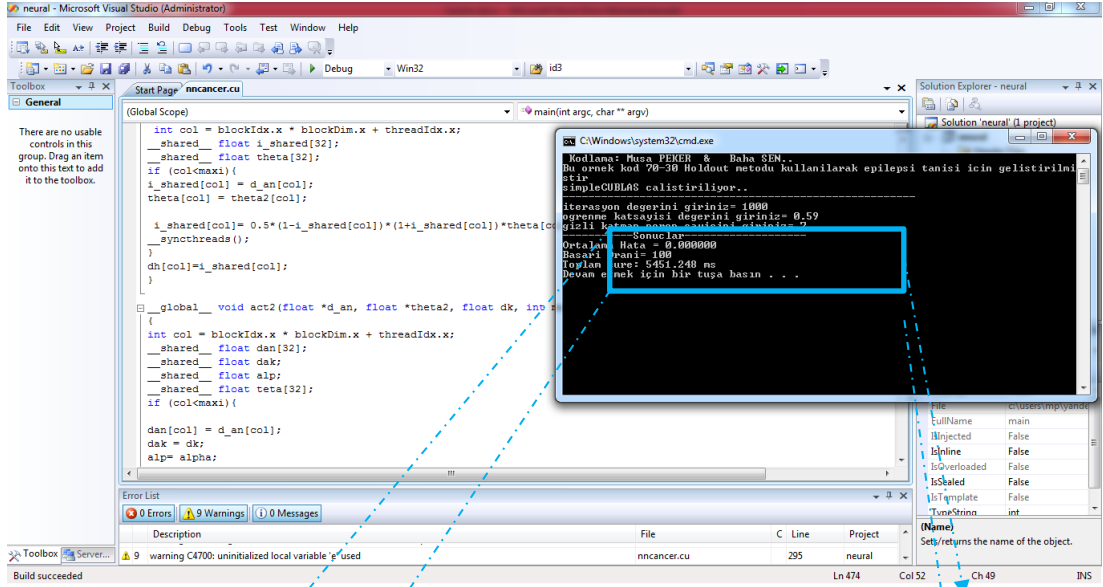 neural - Microsoft Visual Studio (Administrator)
File Edit View Project Build Debug Tools Test Window Help
Debug Win32 id3
Toolbox
General
There are no usable
controls in this
group. Drag an item
onto this text to add
it to the toolbox.
Toolbox Server...
Start Page nncancer.cu
(Global Scope) main(int argc, char ** argv)
int col = blockIdx.x * blockDim.x + threadIdx.x;
__shared__ float i_shared[32];
__shared__ float theta[32];
if (col<maxi){
i_shared[col] = d_an[col];
theta[col] = theta2[col];
i_shared[col]= 0.5*(1-i_shared[col])*(1+i_shared[col])*theta[co
__syncthreads();
}
dh[col]=i_shared[col];
}
__global__ void act2(float *d_an, float *theta2, float dk, int
{
int col = blockIdx.x * blockDim.x + threadIdx.x;
__shared__ float dan[32];
__shared__ float dak;
__shared__ float alp;
__shared__ float teta[32];
if (col<maxi){
dan[col] = d_an[col];
dak = dk;
alp= alpha;
C:\Windows\system32\cmd.exe
Kodlama: Musa PEKER & Baha SEN..
Bu ornek kod 70-30 Holdout metodu kullanilarak epilepsi tanisi icin gelistirilmi
stir
simpleCUBLAS calistiriliyor..
iterasyon degerini giriniz= 1000
ogrenme katsayisi degerini giriniz= 0.59
gizli katman noron sayisini giriniz= 7
----------Sonuclar------------------
Ortalama Hata = 0.000000
Basari Orani= 100
Toplam Sure: 5451.248 ms
Devam etmek için bir tuşa basın . . .
Solution Explorer - neural
Solution 'neural' (1 project)
neural
File c:\users\mp\yande
FullName main
IsInjected False
IsInline False
IsOverloaded False
IsSealed False
IsTemplate False
TypeString int
(Name)
Sets/returns the name of the object.
Error List
0 Errors 9 Warnings 0 Messages
Description File C Line Project
9 warning C4700: uninitialized local variable 'e' used nncancer.cu 295 neural
Build succeeded Ln 474 Col 52 Ch 49 INS